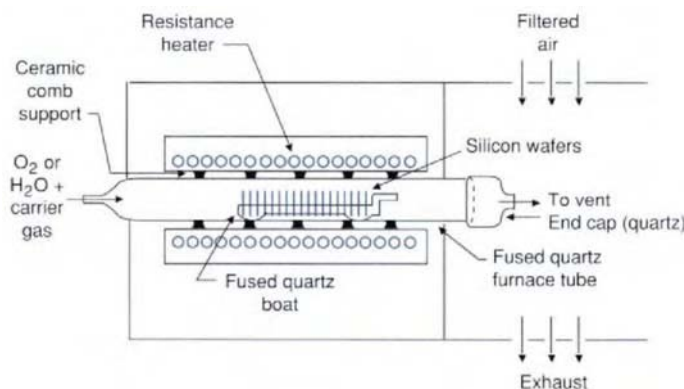 Resistance
heater
Filtered
air
Ceramic
comb
support
Silicon wafers
O₂ or
H₂O +
carrier
gas
To vent
End cap (quartz)
Fused quartz
furnace tube
Fused quartz
boat
Exhaust